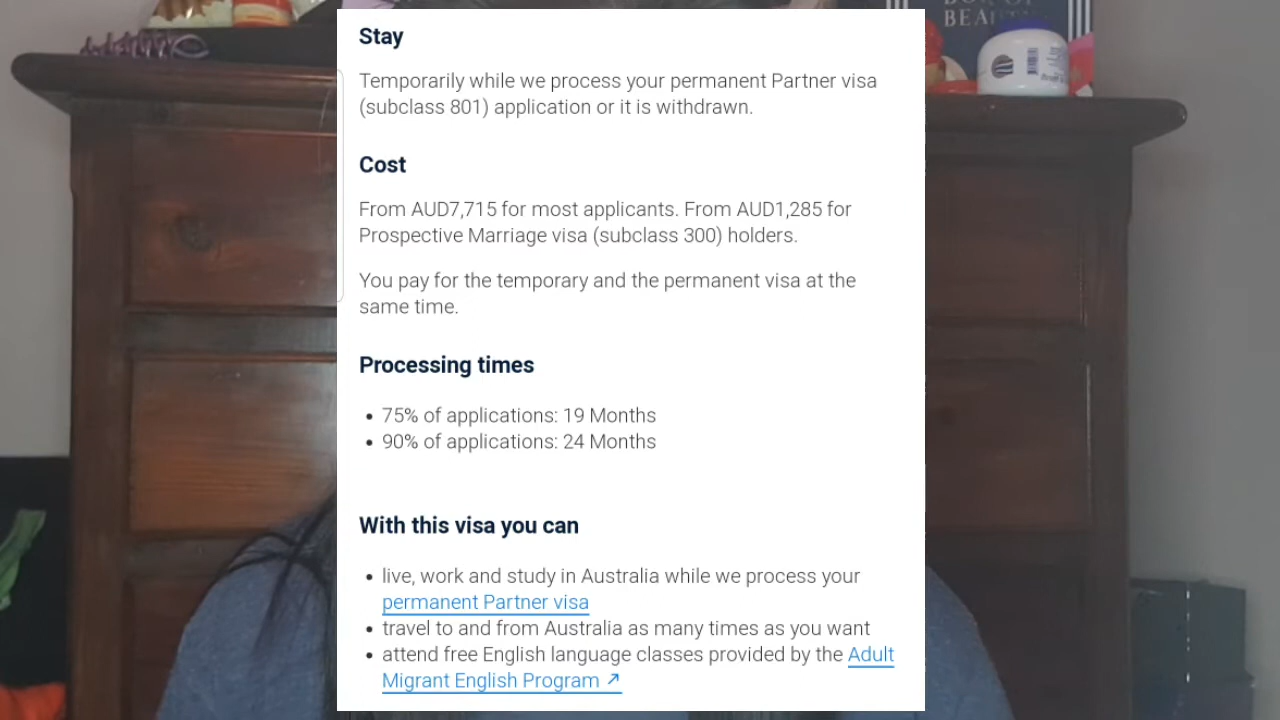 Stay
Temporarily while we process your permanent Partner visa
(subclass 801) application or it is withdrawn.
Cost
From AUD7,715 for most applicants. From AUD1,285 for
Prospective Marriage visa (subclass 300) holders.
You pay for the temporary and the permanent visa at the
same time.
Processing times
• 75% of applications: 19 Months
• 90% of applications: 24 Months
With this visa you can
• live, work and study in Australia while we process your
permanent Partner visa
• travel to and from Australia as many times as you want
• attend free English language classes provided by the Adult
Migrant English Program ↗